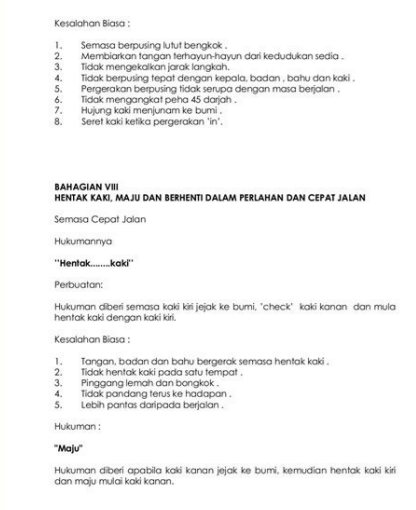 Kesalahan Biasa :
1. Semasa berpusing lutut bengkok .
2. Membiarkan tangan terhayun-hayun dari kedudukan sedia .
3. Tidak mengekalkan jarak langkah.
4. Tidak berpusing tepat dengan kepala, badan , bahu dan kaki .
5. Pergerakan berpusing tidak serupa dengan masa berjalan .
6. Tidak mengangkat peha 45 darjah .
7. Hujung kaki menjunam ke bumi .
8. Seret kaki ketika pergerakan 'in'.
BAHAGIAN VIII
HENTAK KAKI, MAJU DAN BERHENTI DALAM PERLAHAN DAN CEPAT JALAN
Semasa Cepat Jalan
Hukumannya
''Hentak........kaki''
Perbuatan:
Hukuman diberi semasa kaki kiri jejak ke bumi, 'check' kaki kanan dan mula
hentak kaki dengan kaki kiri.
Kesalahan Biasa :
1. Tangan, badan dan bahu bergerak semasa hentak kaki .
2. Tidak hentak kaki pada satu tempat .
3. Pinggang lemah dan bongkok .
4. Tidak pandang terus ke hadapan .
5. Lebih pantas daripada berjalan .
Hukuman :
"Maju"
Hukuman diberi apabila kaki kanan jejak ke bumi, kemudian hentak kaki kiri
dan maju mulai kaki kanan.